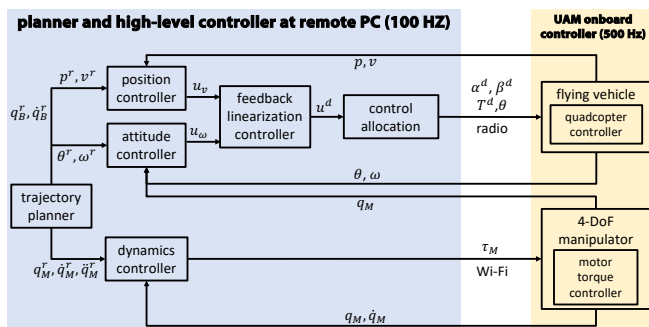 planner and high-level controller at remote PC (100 HZ)
UAM onboard
controller (500 Hz)
p, v
p^r, v^r
position
controller
u_v
q_B^r, q̇_B^r
feedback
linearization
controller
u^d
control
allocation
α^d, β^d
T^d, θ
radio
flying vehicle
quadcopter
controller
attitude
controller
u_ω
θ^r, ω^r
θ, ω
trajectory
planner
q_M
4-DoF
manipulator
motor
torque
controller
dynamics
controller
τ_M
Wi-Fi
q_M^r, q̇_M^r, q̈_M^r
q_M, q̇_M